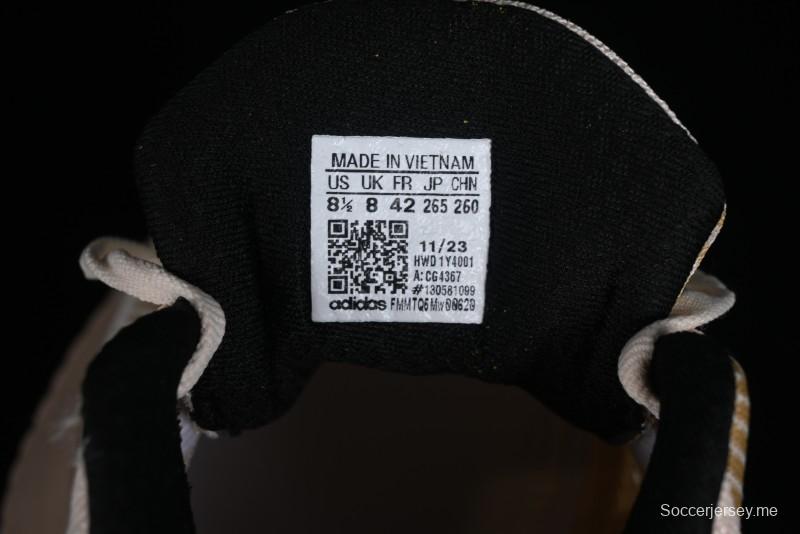 MADE IN VIETNAM
US UK FR JP CHN
8½ 8 42 265 260
11/23
HWD 1Y4001
A: CG4367
#130581099
adidas FMMTQ5Mw00620
Soccerjersey.me